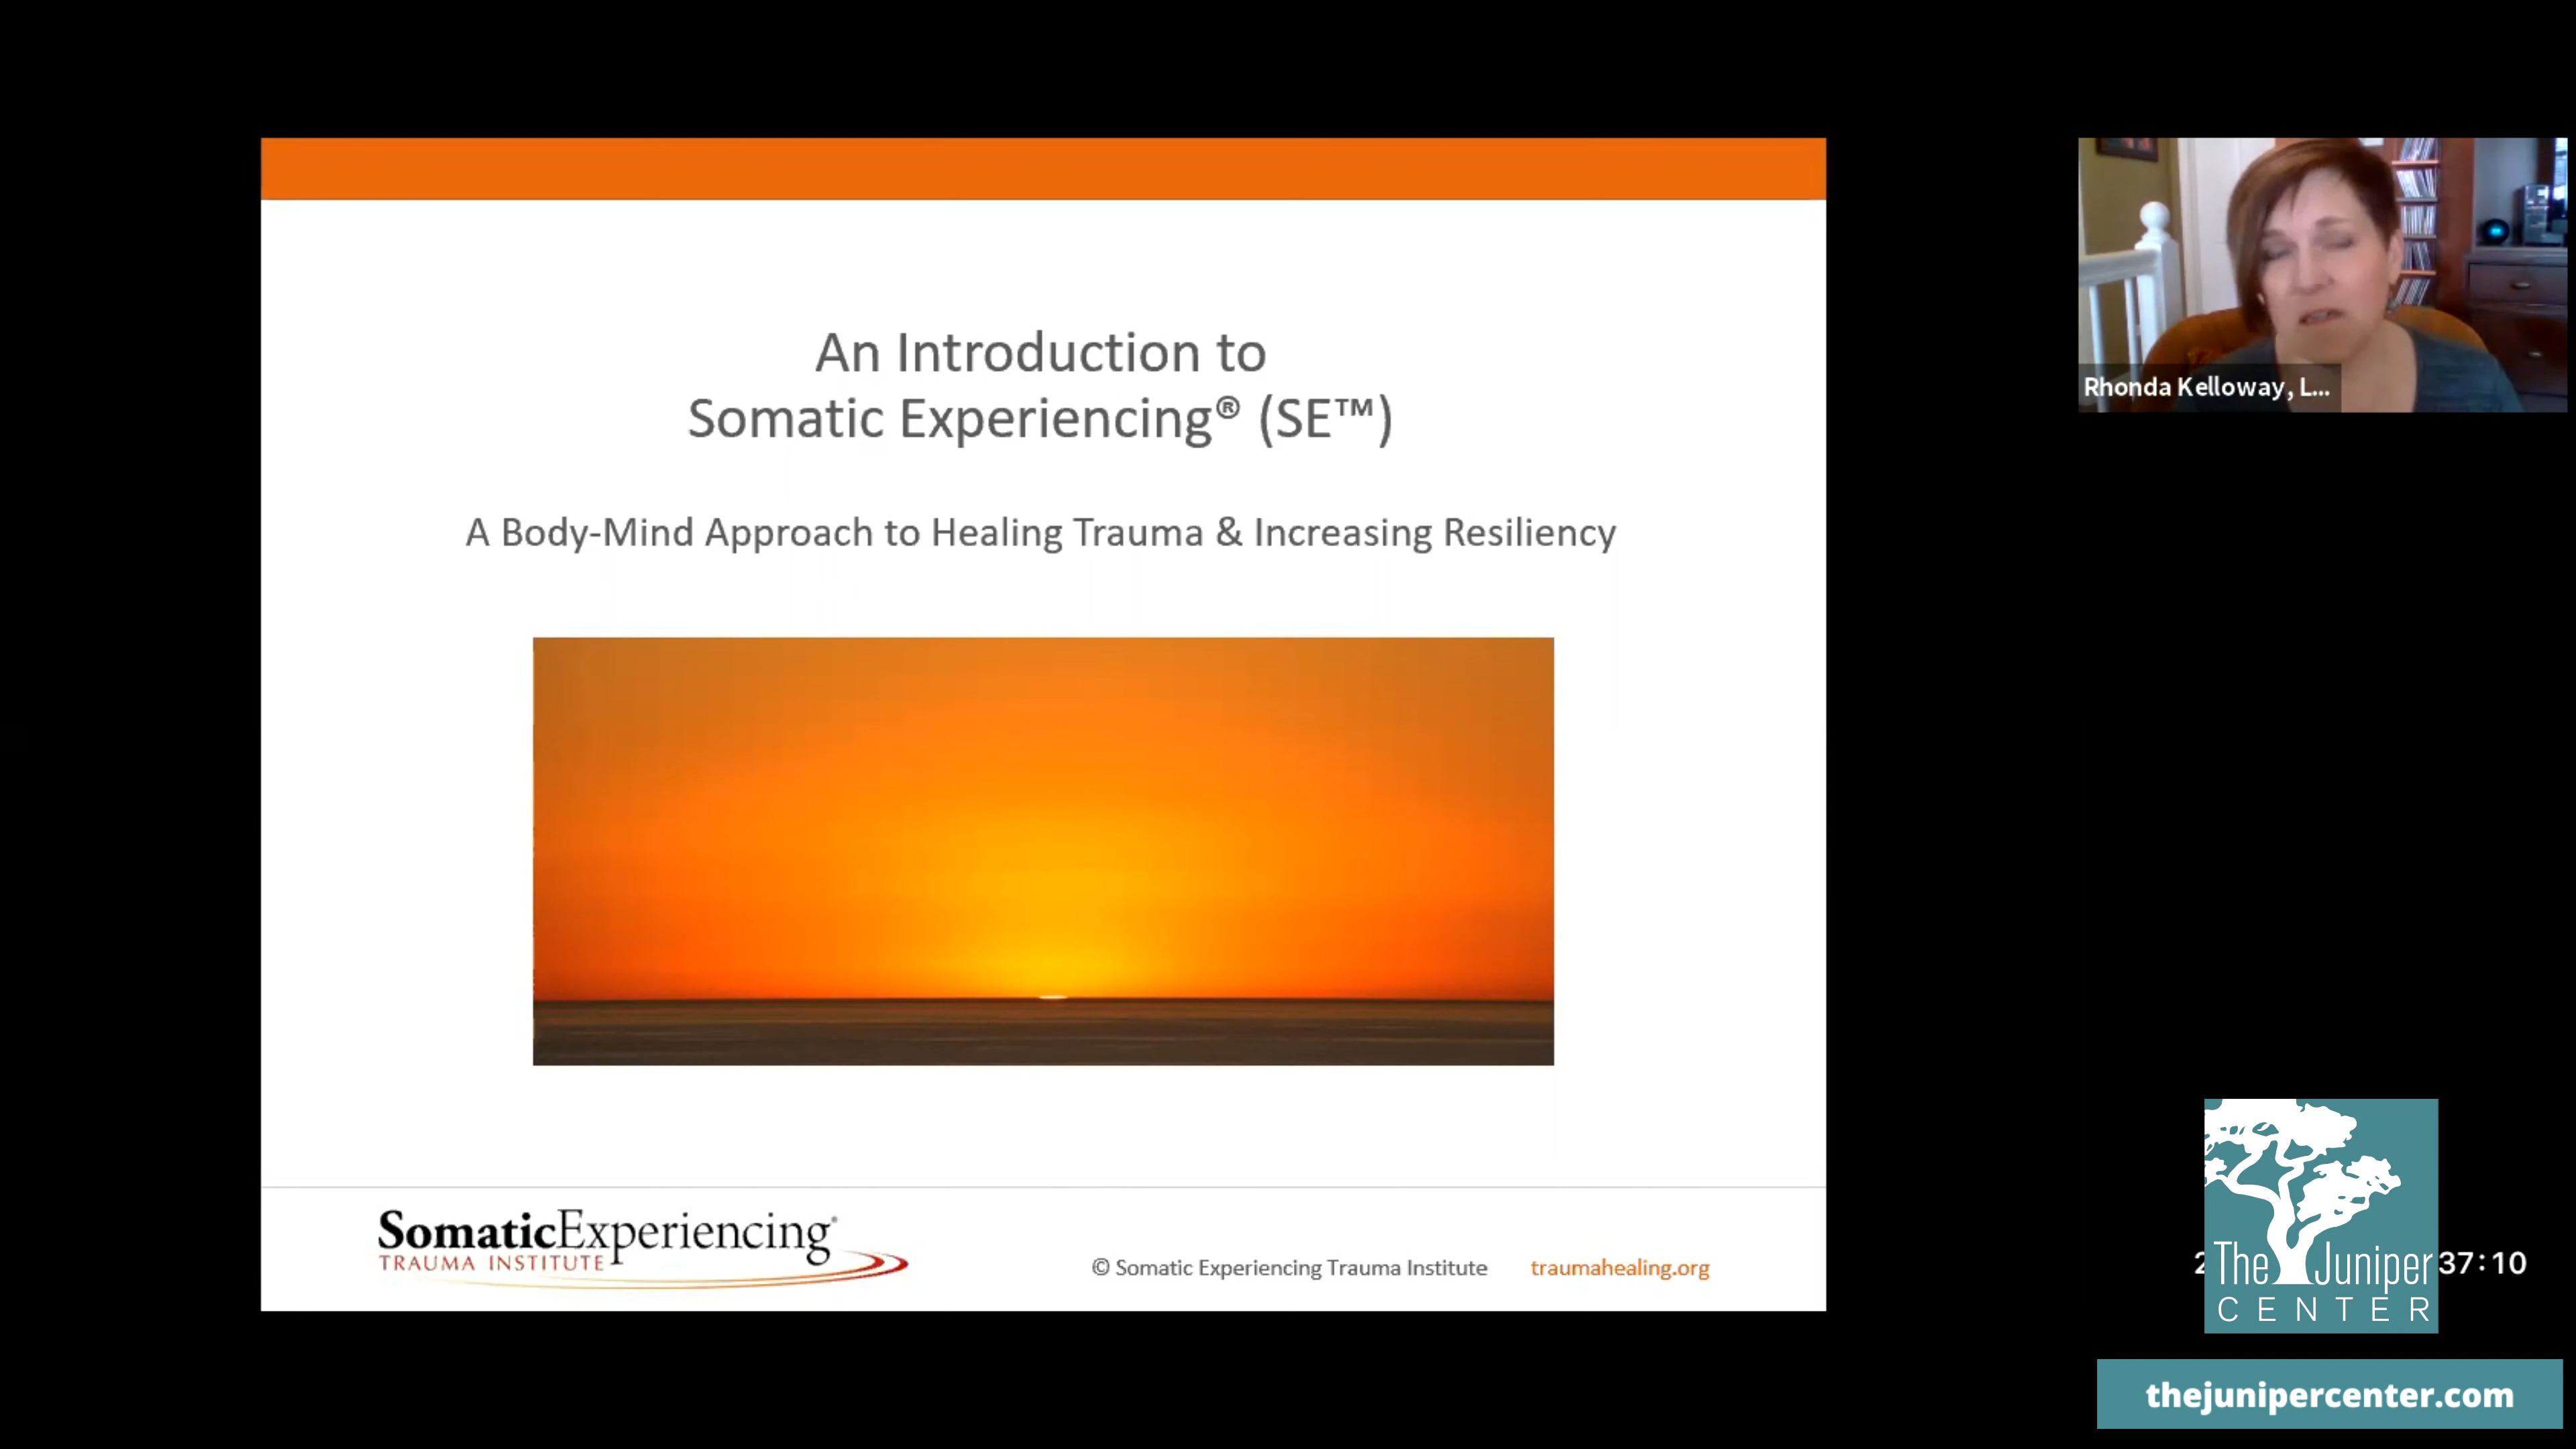 An Introduction to
Somatic Experiencing® (SE™)
A Body-Mind Approach to Healing Trauma & Increasing Resiliency
SomaticExperiencing®
TRAUMA INSTITUTE
© Somatic Experiencing Trauma Institute traumahealing.org
Rhonda Kelloway, L...
The Juniper
CENTER
37:10
thejunipercenter.com